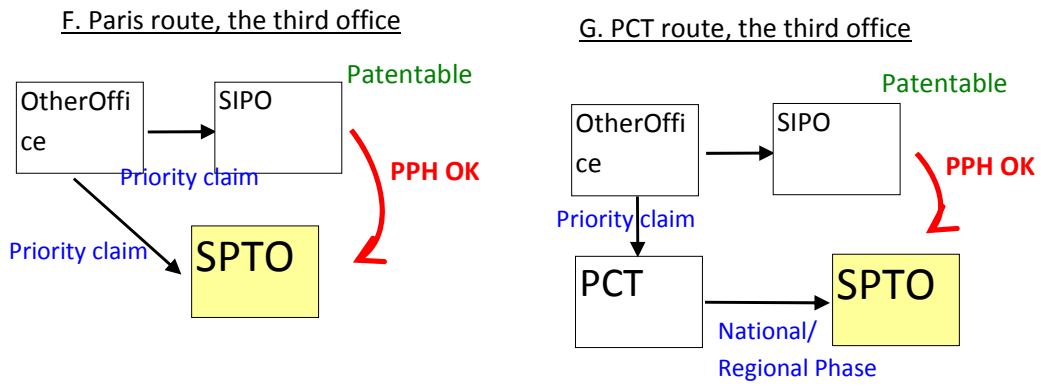 F. Paris route, the third office
Patentable
OtherOffi
ce
SIPO
Priority claim
PPH OK
Priority claim
SPTO
G. PCT route, the third office
Patentable
OtherOffi
ce
SIPO
PPH OK
Priority claim
PCT
SPTO
National/
Regional Phase